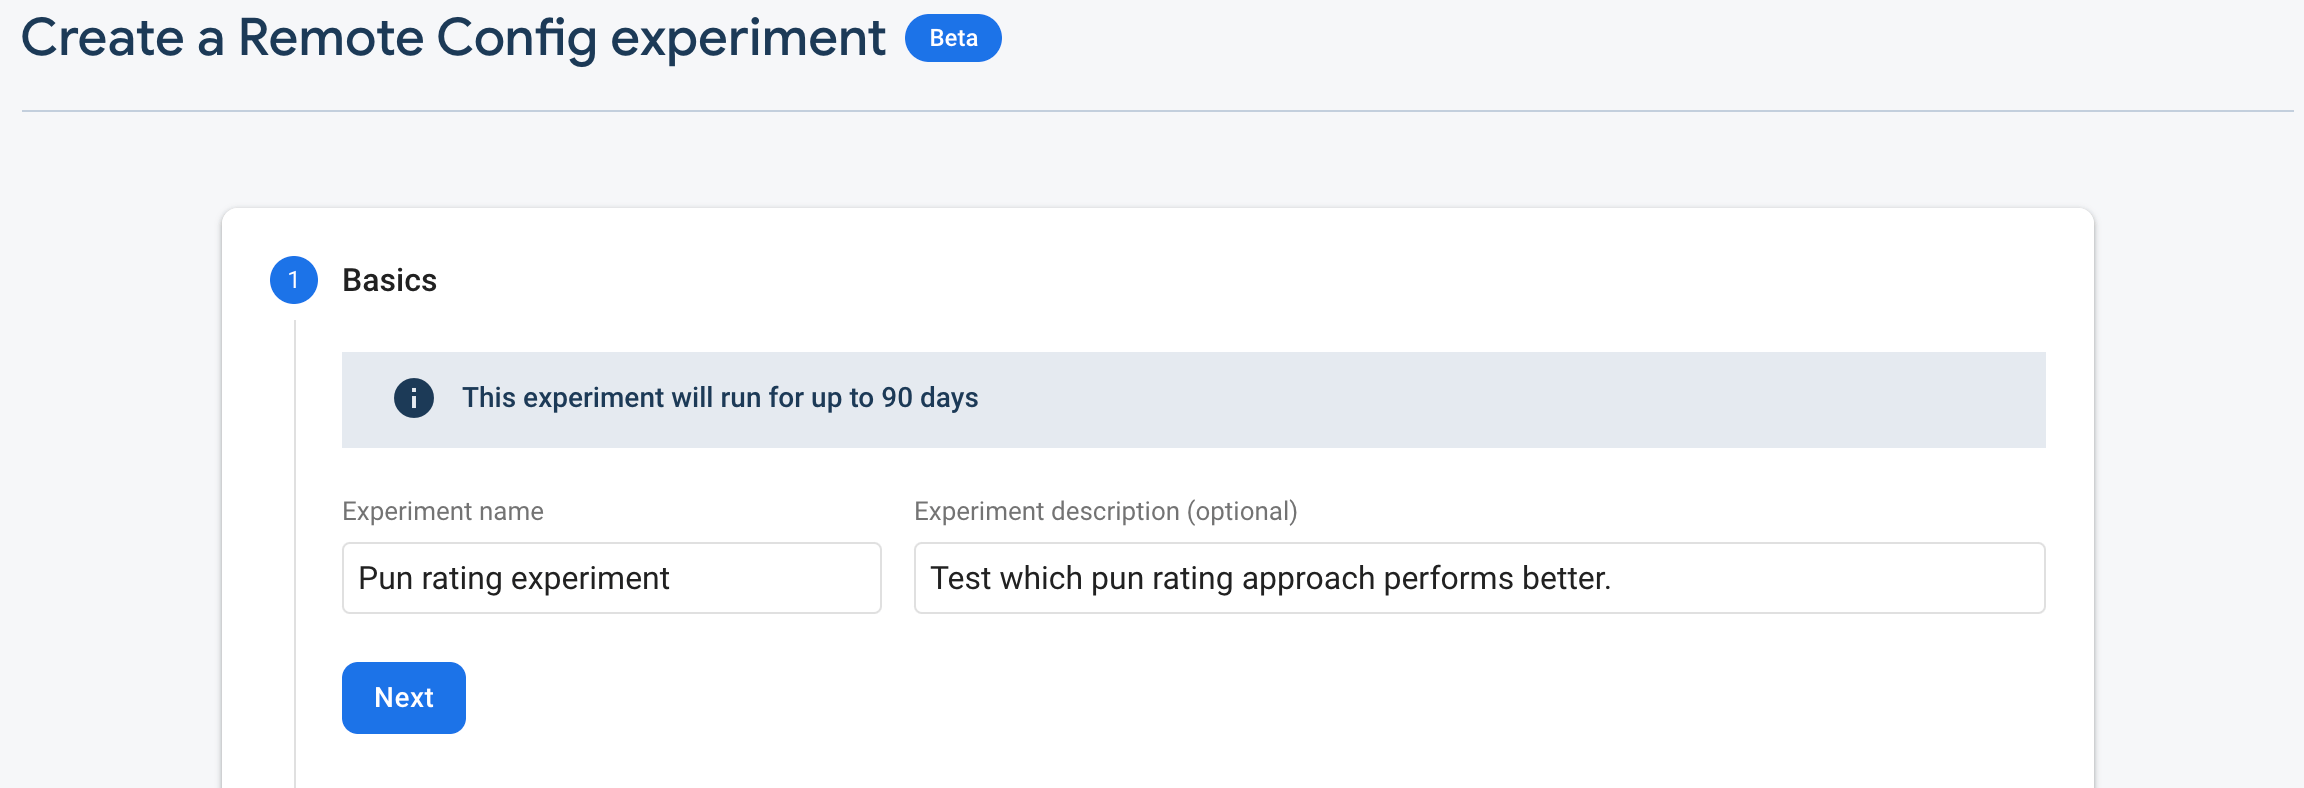 Create a Remote Config experiment Beta
1 Basics
i This experiment will run for up to 90 days
Experiment name Experiment description (optional)
Pun rating experiment Test which pun rating approach performs better.
Next